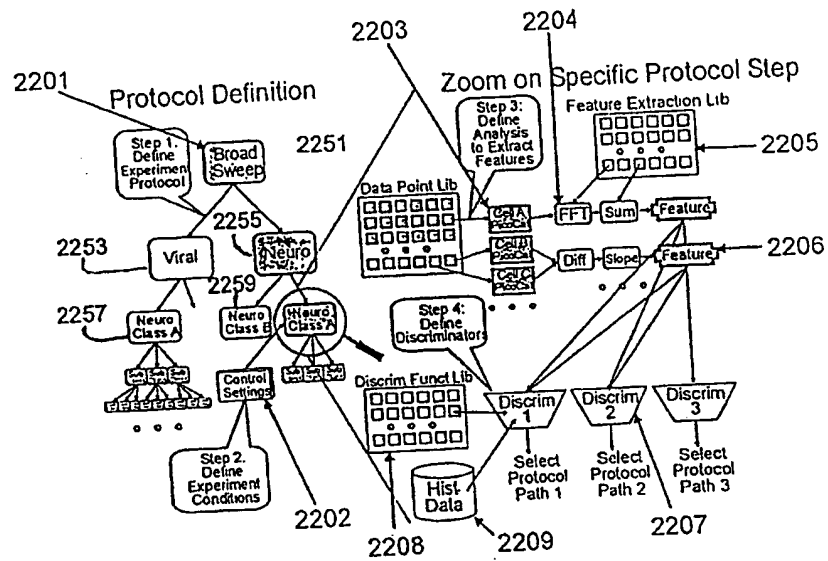 2203
2204
2201
Protocol Definition
Zoom on Specific Protocol Step
Feature Extraction Lib
2251
Step 1.
Define
Experiment
Protocol
Broad
Sweep
Step 3:
Define
Analysis
to Extract
Features
2205
Data Point Lib
2255
2253
Viral
Neuro
2259
Cell A
FFT
Sum
Feature
2206
Diff
Slope
Feature
2257
Neuro
Class A
Neuro
Class B
Neuro
Class A
Step 4:
Define
Discriminators
Control
Settings
Discrim Funct Lib
Discrim
1
Discrim
2
Discrim
3
Step 2.
Define
Experiment
Conditions
Select
Protocol
Path 1
Select
Protocol
Path 2
Select
Protocol
Path 3
Hist-
Data
2202
2208
2209
2207